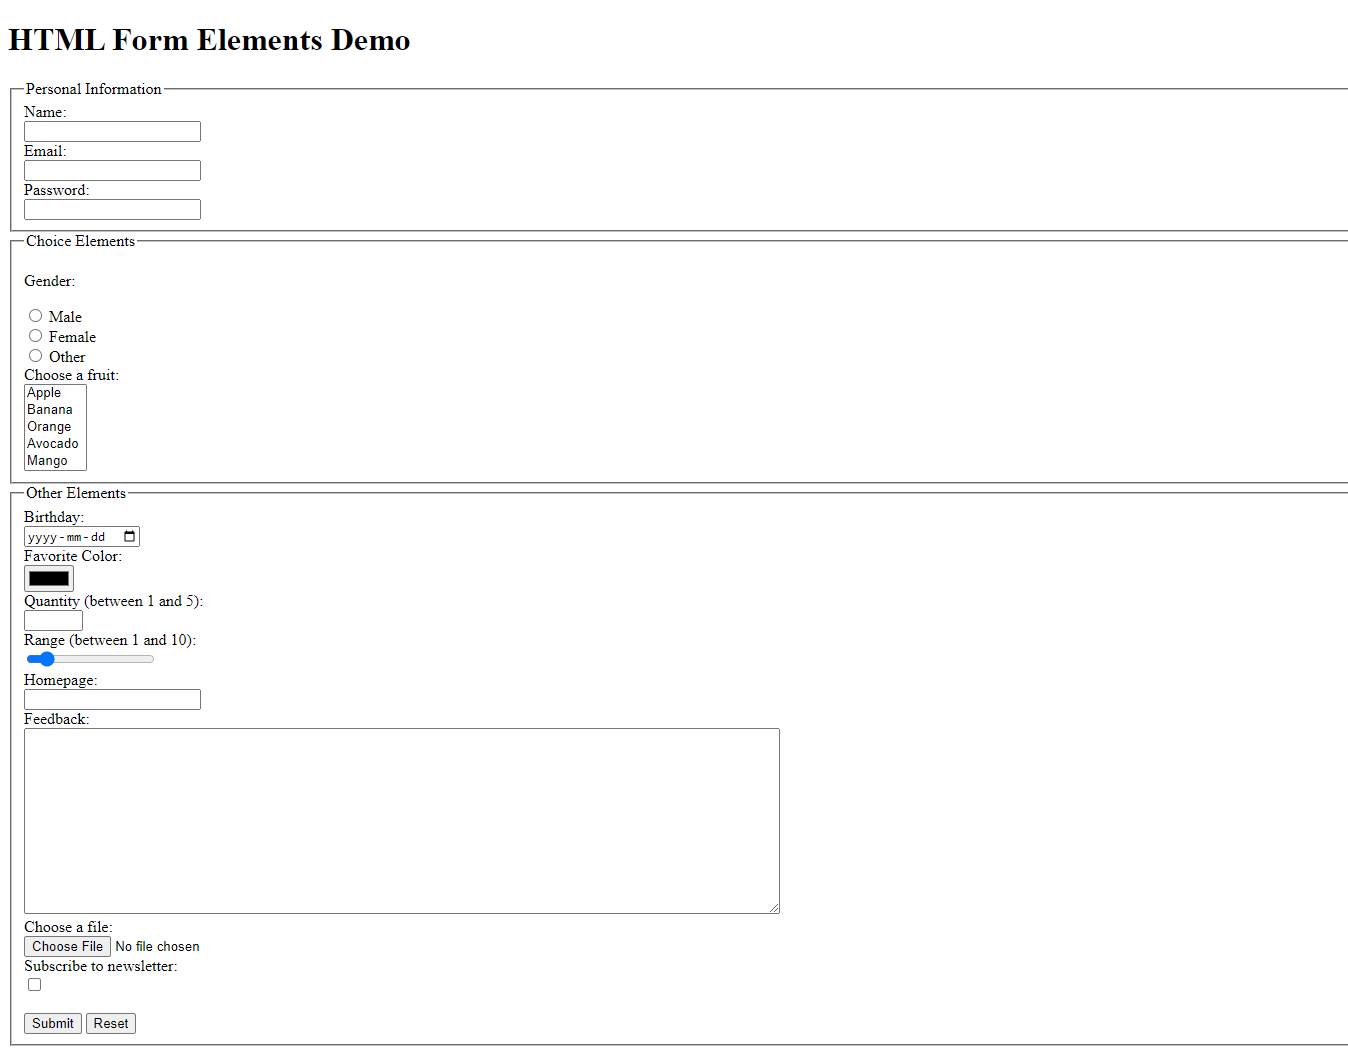 HTML Form Elements Demo
Personal Information
Name:
Email:
Password:
Choice Elements
Gender:
Male
Female
Other
Choose a fruit:
Apple
Banana
Orange
Avocado
Mango
Other Elements
Birthday:
yyyy-mm-dd
Favorite Color:
Quantity (between 1 and 5):
Range (between 1 and 10):
Homepage:
Feedback:
Choose a file:
Choose File No file chosen
Subscribe to newsletter:
Submit Reset